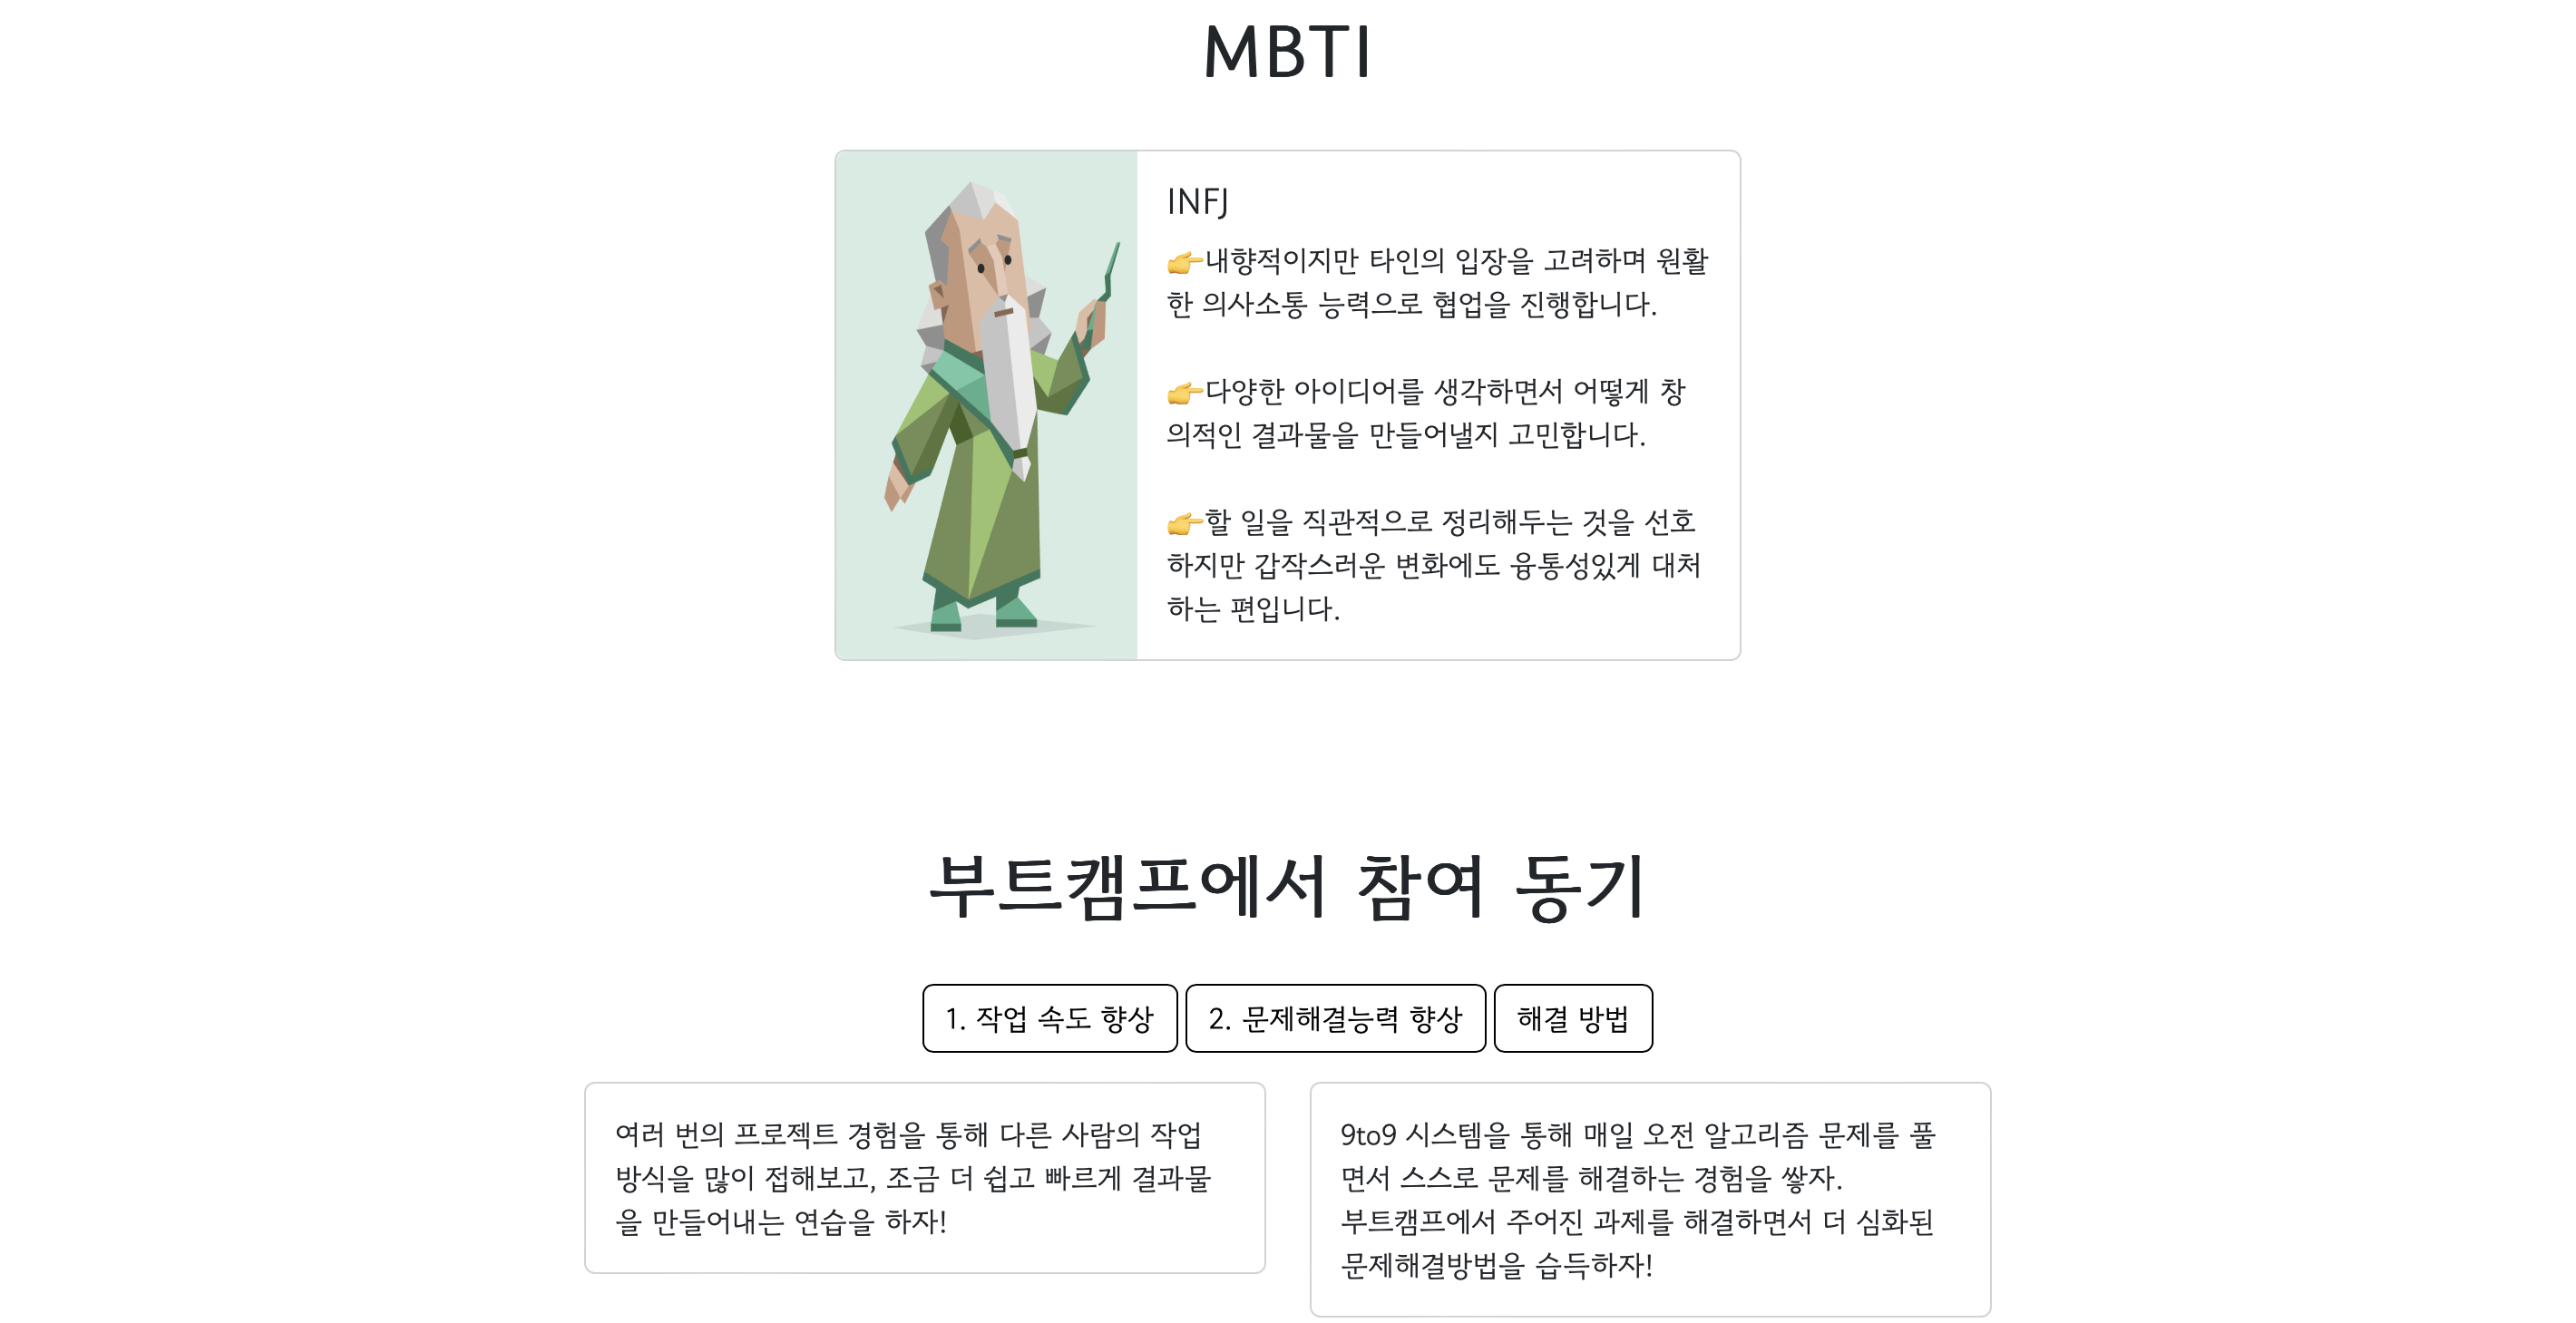 MBTI
INFJ
👉내향적이지만 타인의 입장을 고려하며 원활
한 의사소통 능력으로 협업을 진행합니다.
👉다양한 아이디어를 생각하면서 어떻게 창
의적인 결과물을 만들어낼지 고민합니다.
👉할 일을 직관적으로 정리해두는 것을 선호
하지만 갑작스러운 변화에도 융통성있게 대처
하는 편입니다.
부트캠프에서 참여 동기
1. 작업 속도 향상
2. 문제해결능력 향상
해결 방법
여러 번의 프로젝트 경험을 통해 다른 사람의 작업
방식을 많이 접해보고, 조금 더 쉽고 빠르게 결과물
을 만들어내는 연습을 하자!
9to9 시스템을 통해 매일 오전 알고리즘 문제를 풀
면서 스스로 문제를 해결하는 경험을 쌓자.
부트캠프에서 주어진 과제를 해결하면서 더 심화된
문제해결방법을 습득하자!